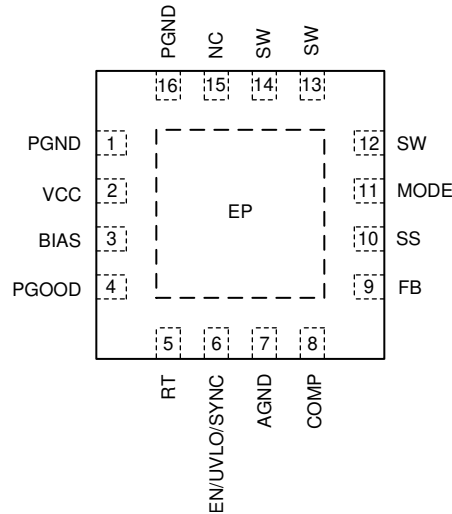 PGND
NC
SW
SW
16
15
14
13
PGND 1
12 SW
VCC 2
11 MODE
EP
BIAS 3
10 SS
PGOOD 4
9 FB
5
6
7
8
RT
EN/UVLO/SYNC
AGND
COMP